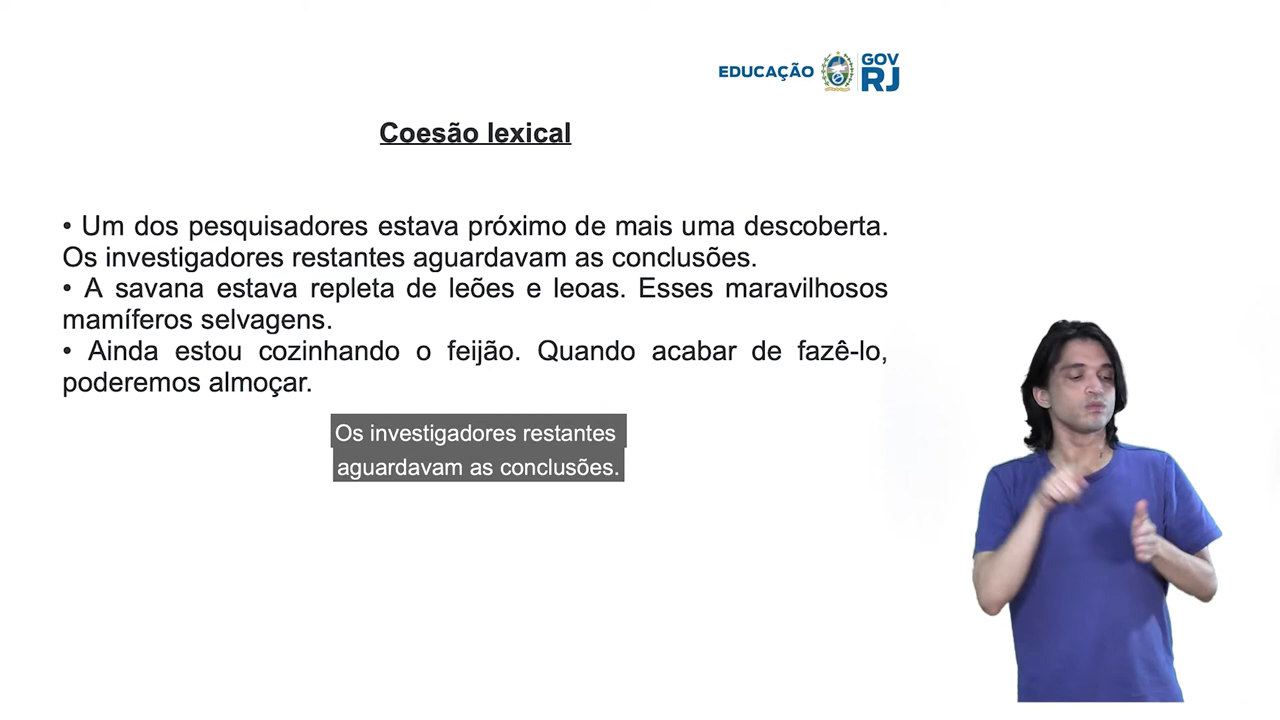 EDUCAÇÃO
GOV
RJ
Coesão lexical
• Um dos pesquisadores estava próximo de mais uma descoberta.
Os investigadores restantes aguardavam as conclusões.
• A savana estava repleta de leões e leoas. Esses maravilhosos
mamíferos selvagens.
• Ainda estou cozinhando o feijão. Quando acabar de fazê-lo,
poderemos almoçar.
Os investigadores restantes
aguardavam as conclusões.